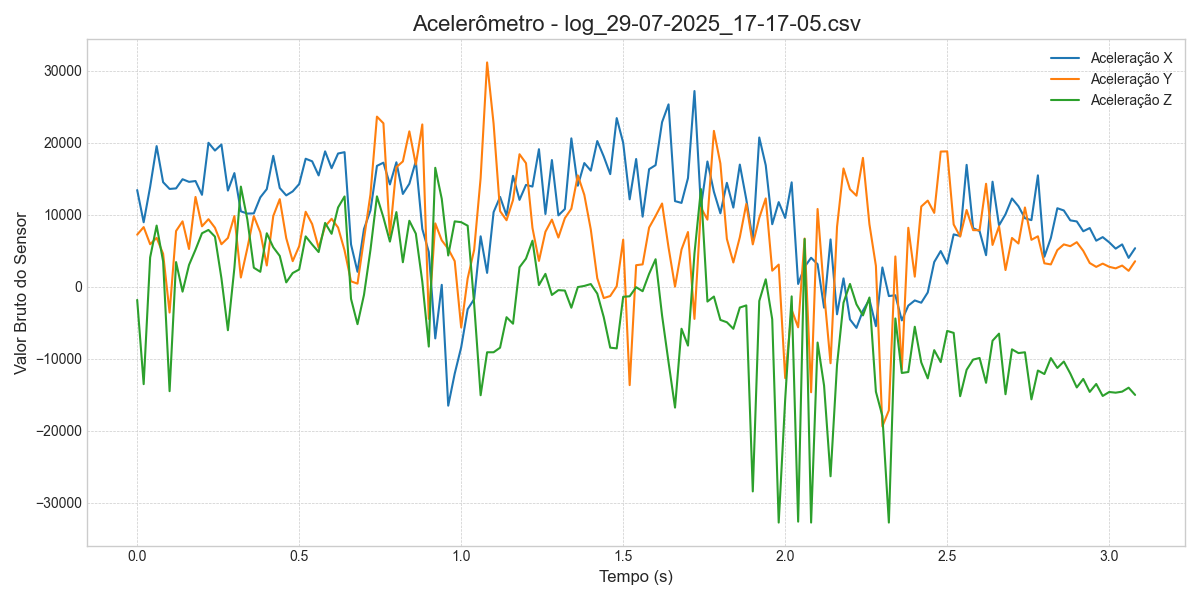 Acelerômetro - log_29-07-2025_17-17-05.csv
Aceleração X
Aceleração Y
Aceleração Z
Valor Bruto do Sensor
30000
20000
10000
0
−10000
−20000
−30000
0.0 0.5 1.0 1.5 2.0 2.5 3.0
Tempo (s)